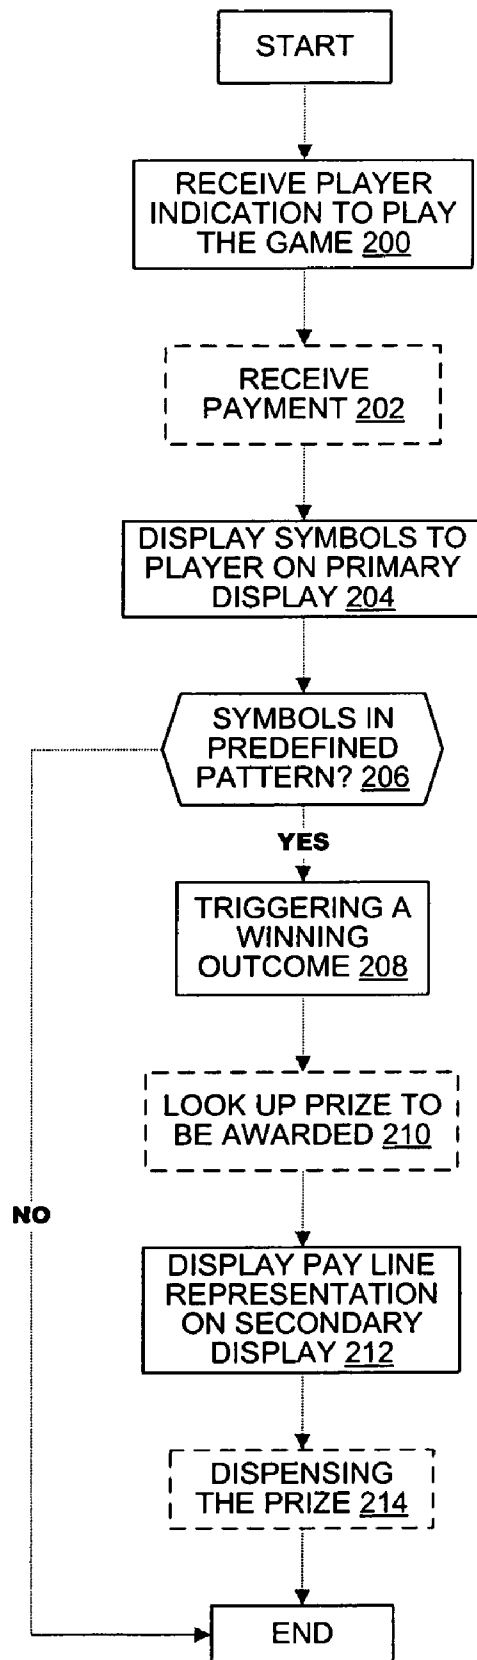 START
RECEIVE PLAYER
INDICATION TO PLAY
THE GAME 200
RECEIVE
PAYMENT 202
DISPLAY SYMBOLS TO
PLAYER ON PRIMARY
DISPLAY 204
SYMBOLS IN
PREDEFINED
PATTERN? 206
YES
TRIGGERING A
WINNING
OUTCOME 208
LOOK UP PRIZE TO
BE AWARDED 210
NO
DISPLAY PAY LINE
REPRESENTATION
ON SECONDARY
DISPLAY 212
DISPENSING
THE PRIZE 214
END